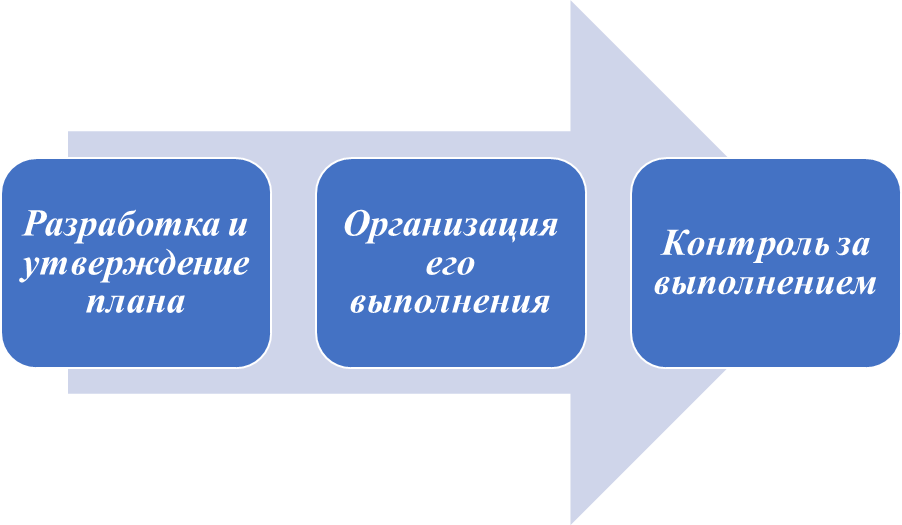 Разработка и
утверждение
плана
Организация
его
выполнения
Контроль за
выполнением